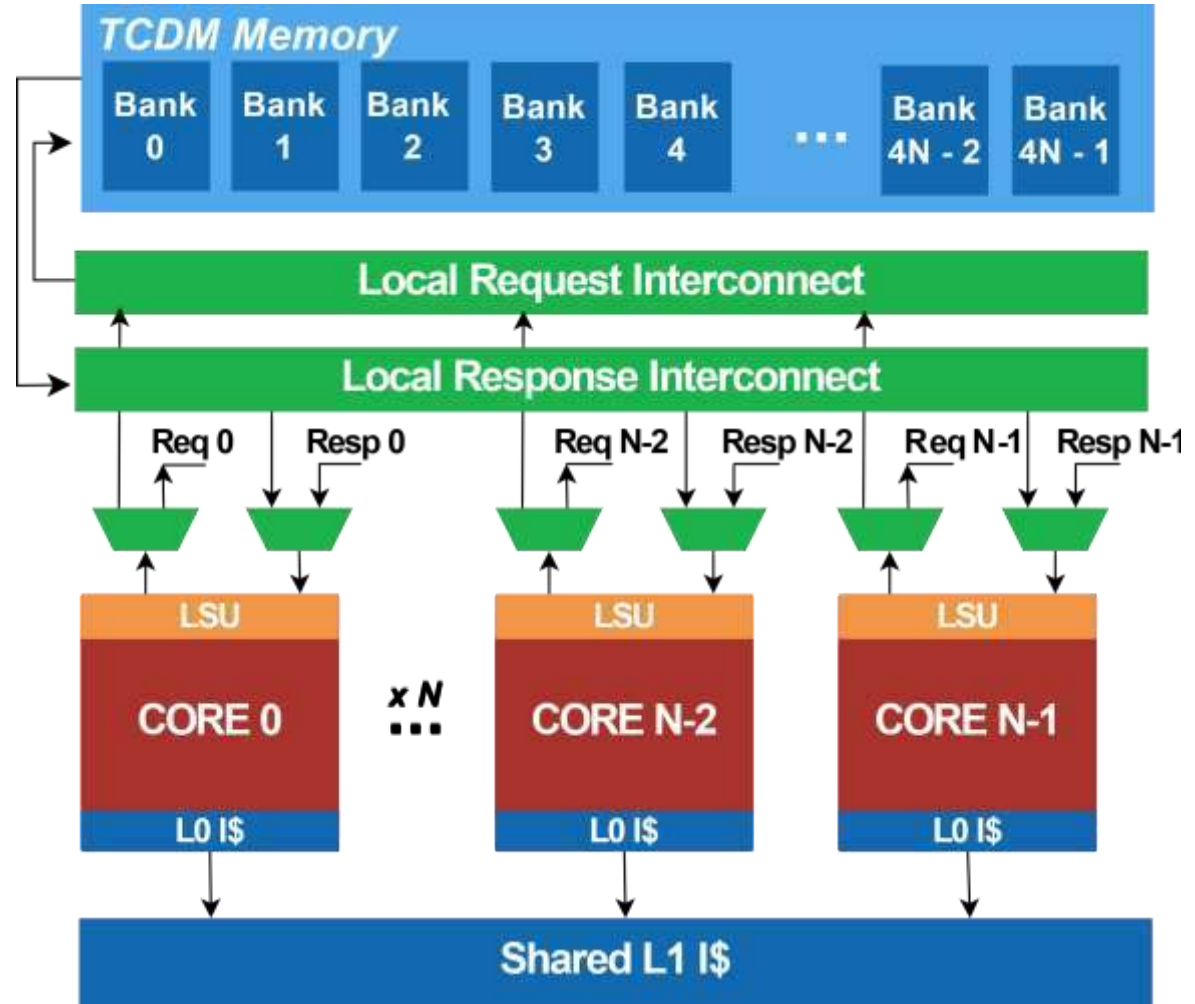 TCDM Memory
Bank 0
Bank 1
Bank 2
Bank 3
Bank 4
...
Bank 4N - 2
Bank 4N - 1
Local Request Interconnect
Local Response Interconnect
Req 0
Resp 0
Req N-2
Resp N-2
Req N-1
Resp N-1
LSU
LSU
LSU
CORE 0
x N
...
CORE N-2
CORE N-1
L0 I$
L0 I$
L0 I$
Shared L1 I$